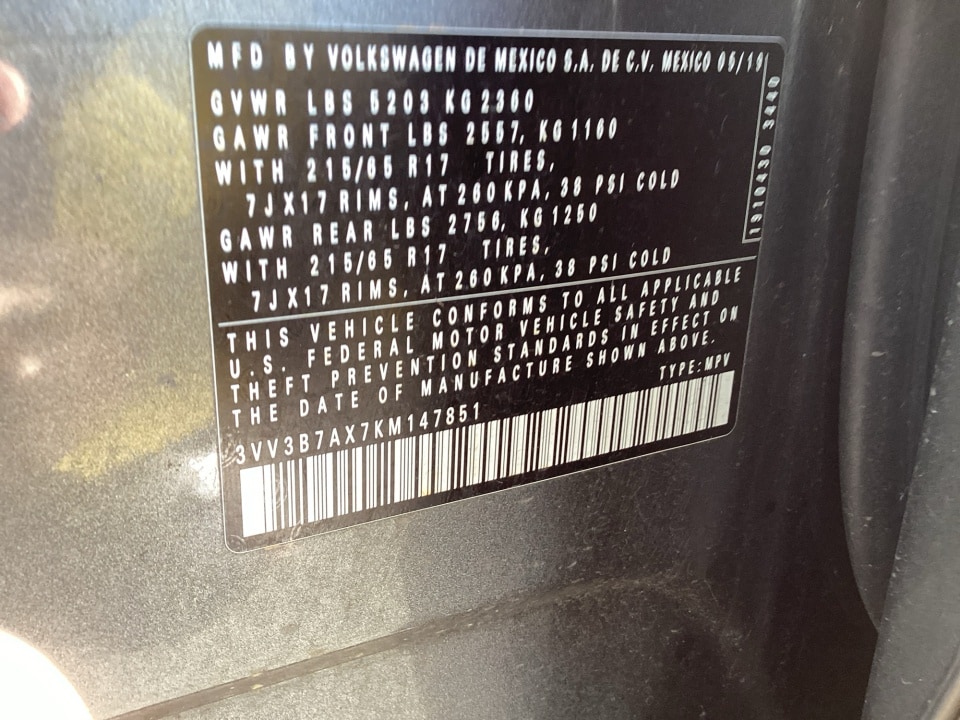 MFD BY VOLKSWAGEN DE MEXICO S.A. DE C.V. MEXICO 05/19
GVWR LBS 5203 KG 2360
GAWR FRONT LBS 2557, KG 1160
WITH 215/65 R17 TIRES,
7JX17 RIMS, AT 260 KPA, 38 PSI COLD
GAWR REAR LBS 2756, KG 1250
WITH 215/65 R17 TIRES,
7JX17 RIMS, AT 260 KPA, 38 PSI COLD
THIS VEHICLE CONFORMS TO ALL APPLICABLE
U.S. FEDERAL MOTOR VEHICLE SAFETY AND
THEFT PREVENTION STANDARDS IN EFFECT ON
THE DATE OF MANUFACTURE SHOWN ABOVE.
TYPE: MPV
3VV3B7AX7KM147851